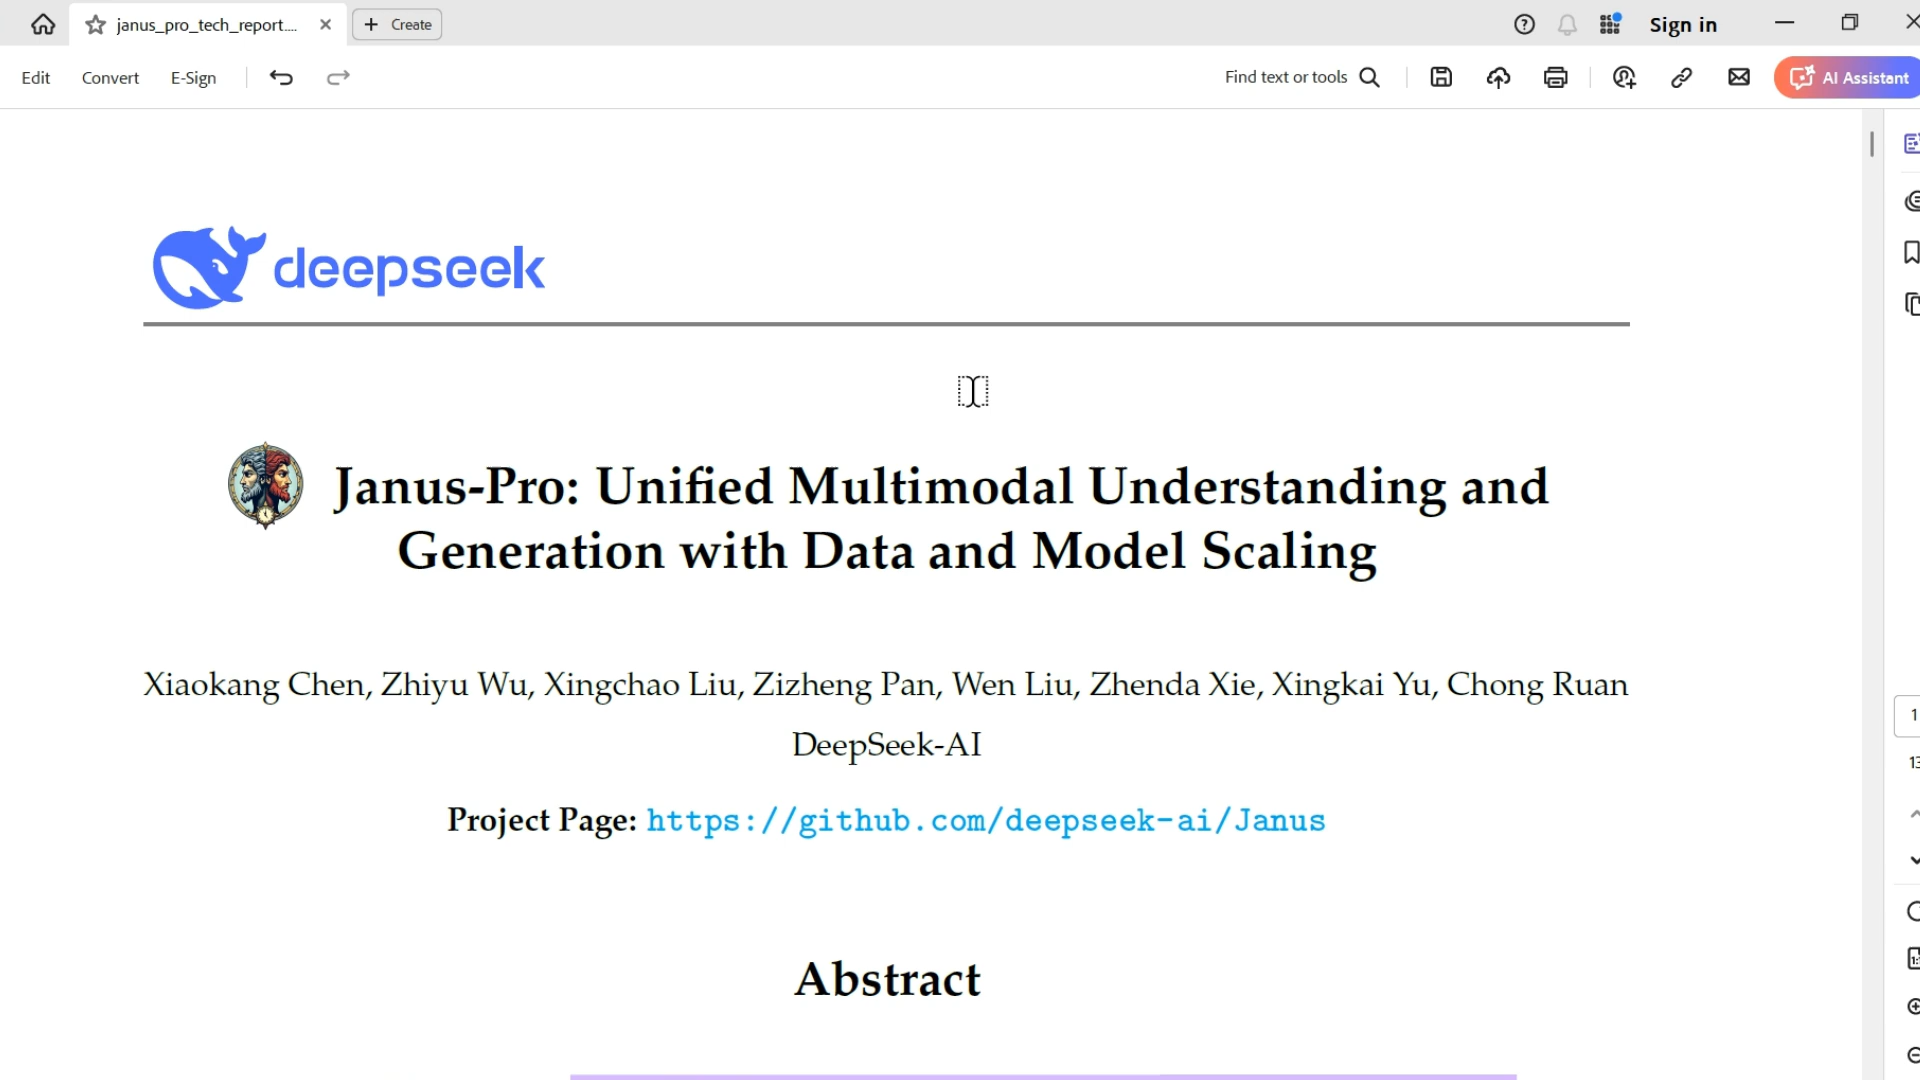 janus_pro_tech_report....
Create
Sign in
Edit
Convert
E-Sign
Find text or tools
AI Assistant
deepseek
Janus-Pro: Unified Multimodal Understanding and
Generation with Data and Model Scaling
Xiaokang Chen, Zhiyu Wu, Xingchao Liu, Zizheng Pan, Wen Liu, Zhenda Xie, Xingkai Yu, Chong Ruan
DeepSeek-AI
Project Page: https://github.com/deepseek-ai/Janus
Abstract
1
13